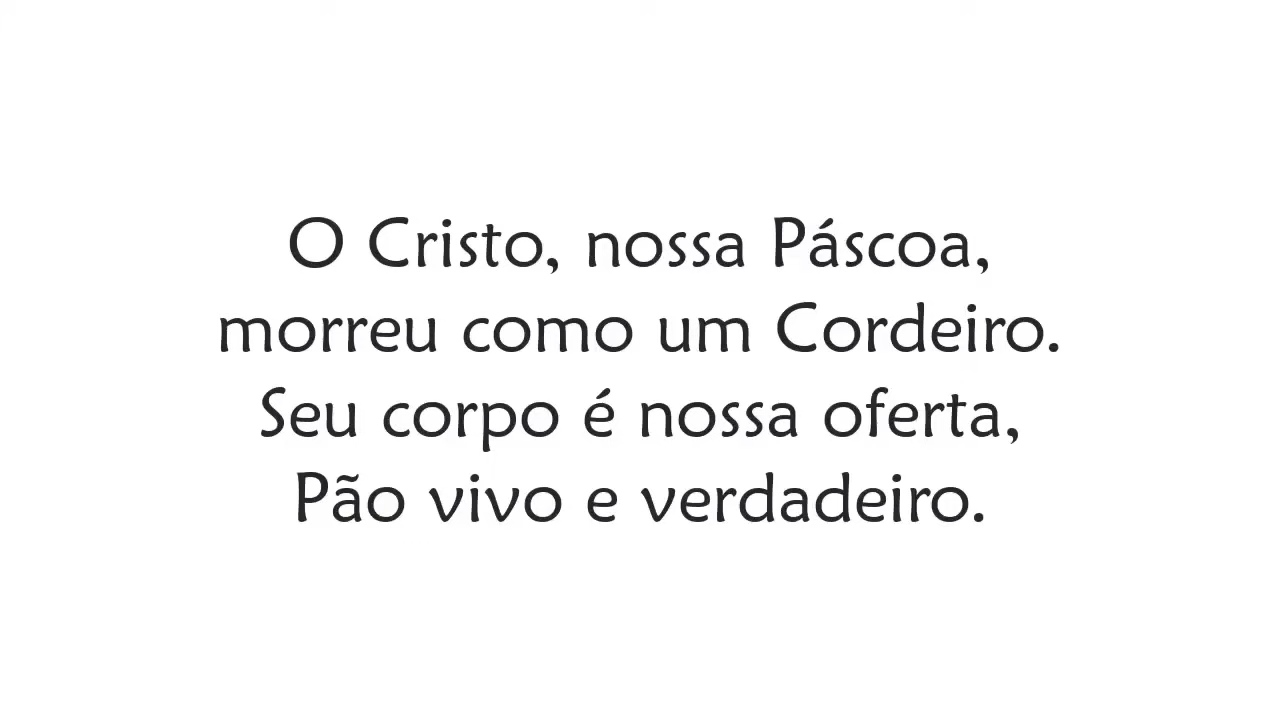 O Cristo, nossa Páscoa,
morreu como um Cordeiro.
Seu corpo é nossa oferta,
Pão vivo e verdadeiro.